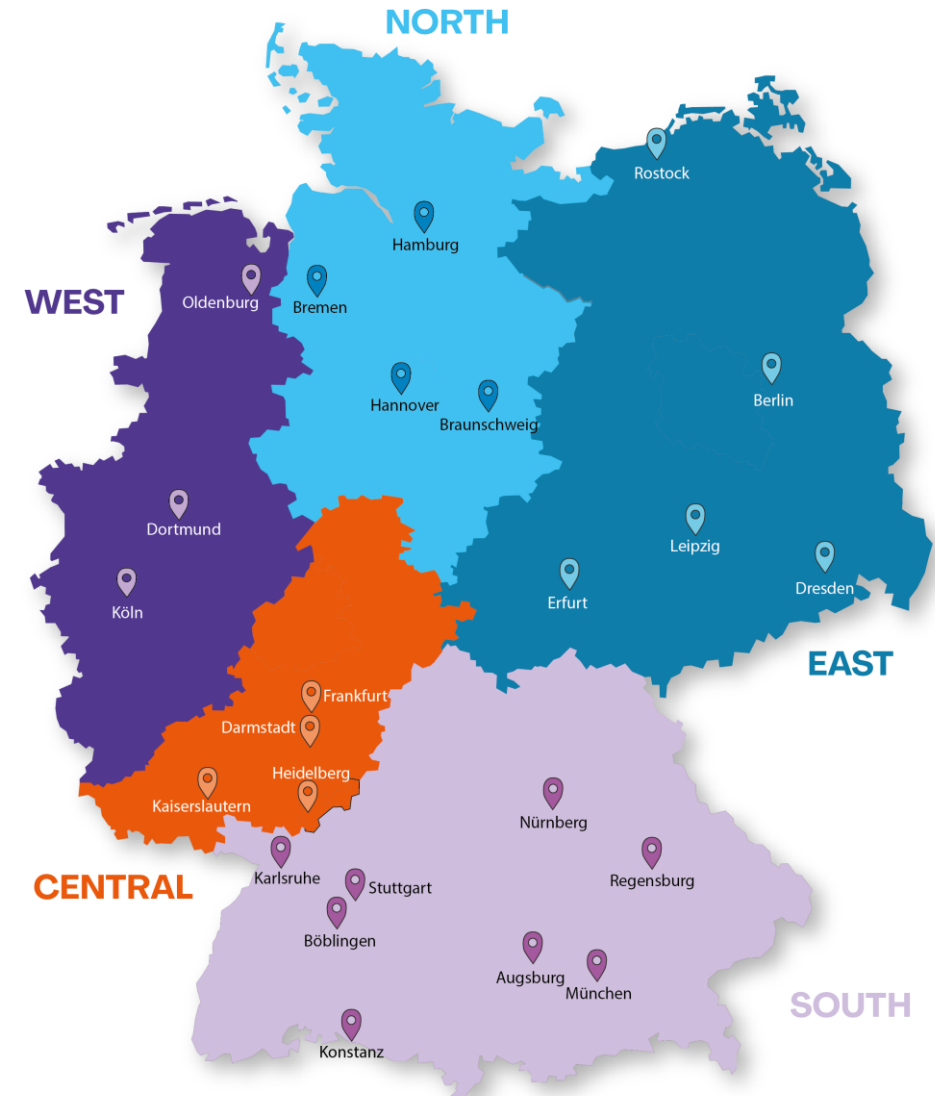 NORTH
Rostock
Hamburg
WEST
Oldenburg
Bremen
Hannover
Braunschweig
Berlin
Dortmund
Leipzig
Köln
Erfurt
Dresden
EAST
Frankfurt
Darmstadt
Heidelberg
Kaiserslautern
Nürnberg
CENTRAL
Karlsruhe
Stuttgart
Regensburg
Böblingen
Augsburg
München
SOUTH
Konstanz